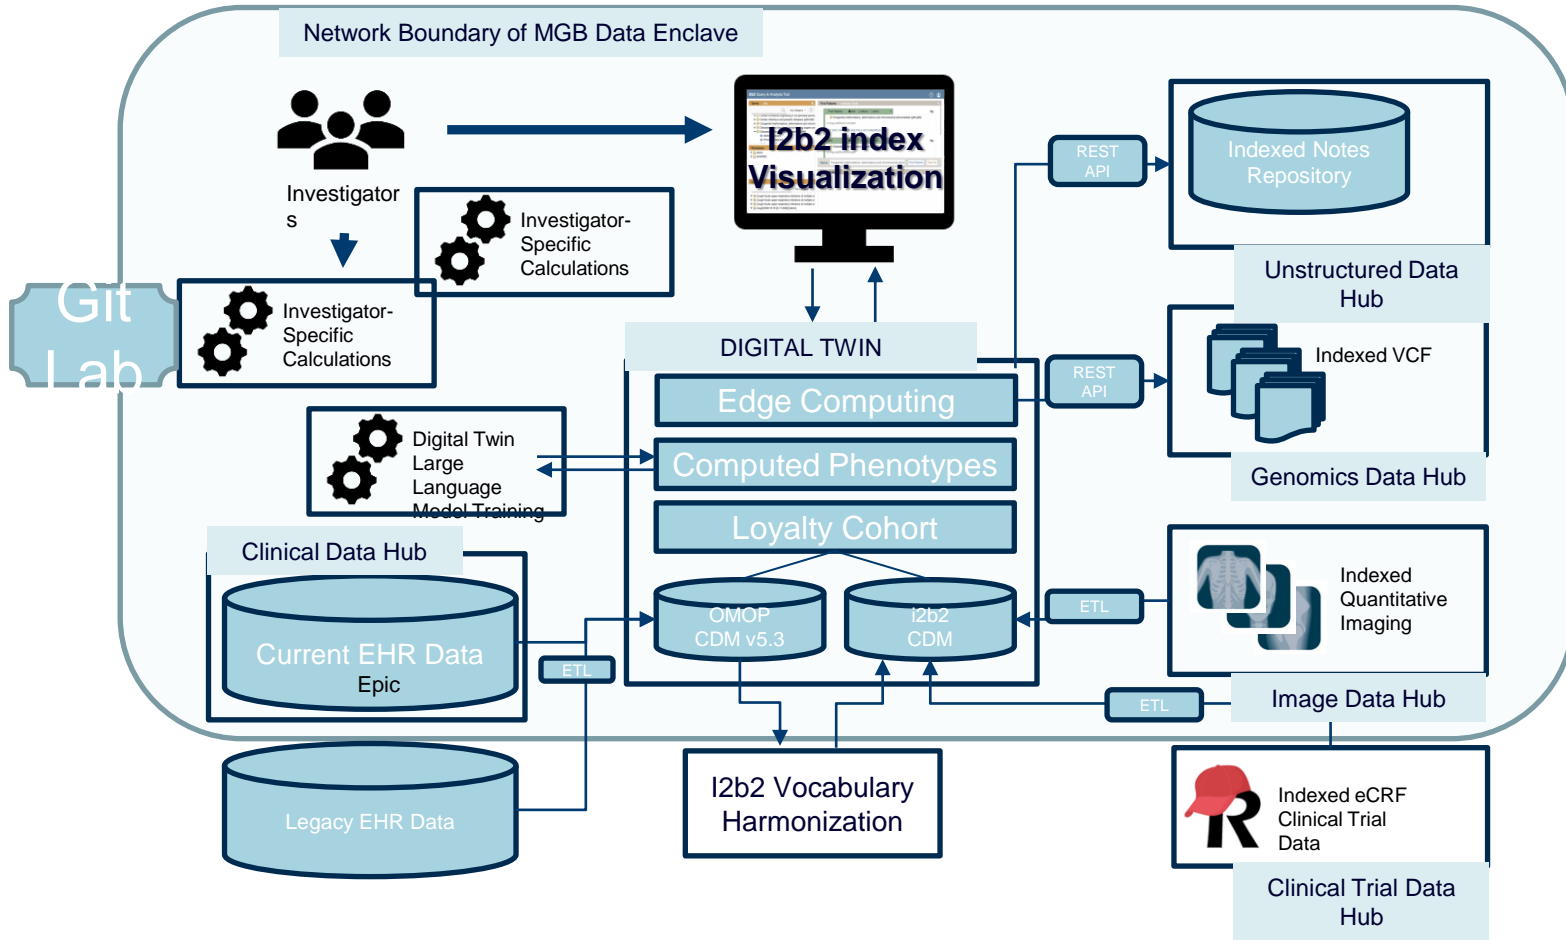 Network Boundary of MGB Data Enclave
Investigator
s
I2b2 index
Visualization
REST
API
Indexed Notes
Repository
Unstructured Data
Hub
Investigator-
Specific
Calculations
Git
Lab
Investigator-
Specific
Calculations
DIGITAL TWIN
Edge Computing
REST
API
Indexed VCF
Genomics Data Hub
Digital Twin
Large
Language
Model Training
Computed Phenotypes
Loyalty Cohort
Clinical Data Hub
Current EHR Data
Epic
ETL
OMOP
CDM v5.3
i2b2
CDM
ETL
Indexed
Quantitative
Imaging
Image Data Hub
ETL
Legacy EHR Data
I2b2 Vocabulary
Harmonization
R
Indexed eCRF
Clinical Trial
Data
Clinical Trial Data
Hub